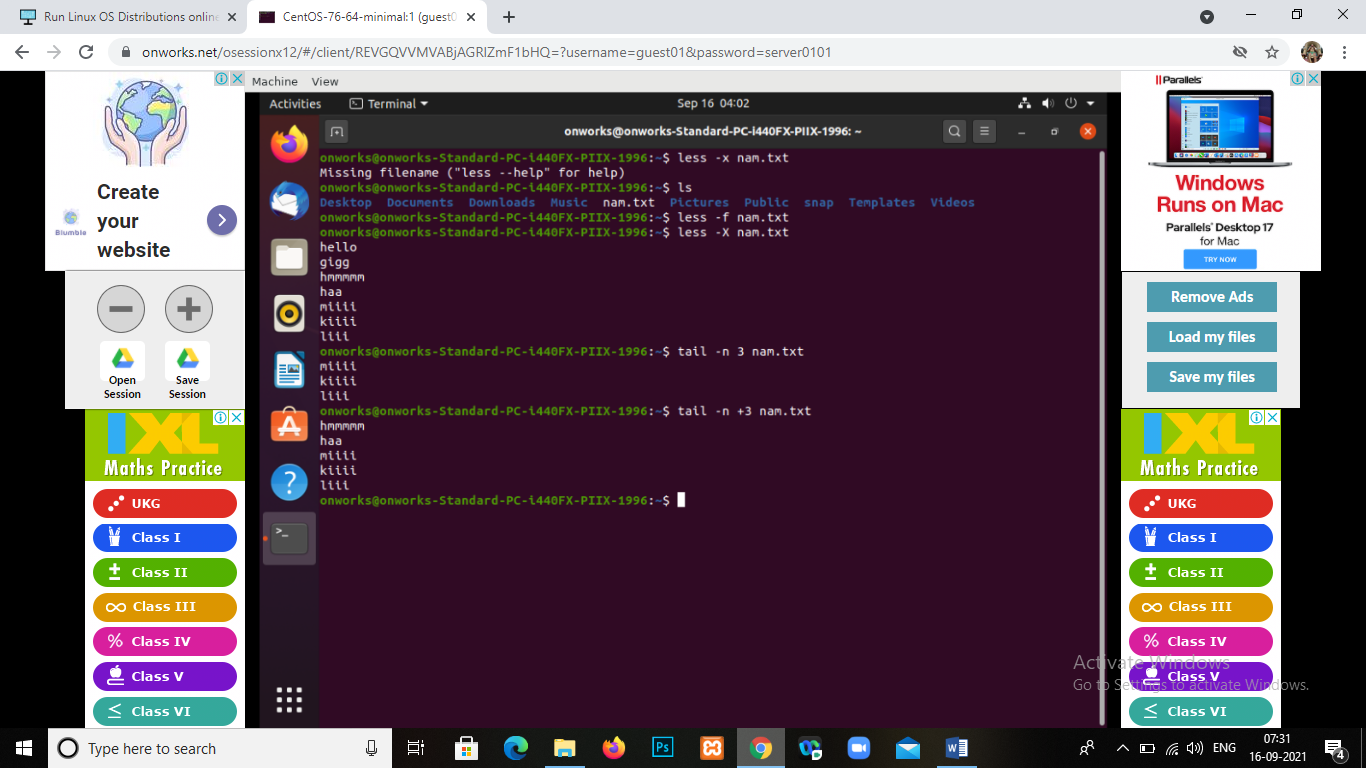 Run Linux OS Distributions online
CentOS-76-64-minimal:1 (guest0
onworks.net/osessionx12/#/client/REVGQVVMVABjAGRlZmF1bHQ=?username=guest01&password=server0101
Machine View
Activities Terminal Sep 16 04:02
onworks@onworks-Standard-PC-i440FX-PIIX-1996: ~
onworks@onworks-Standard-PC-i440FX-PIIX-1996:~$ less -x nam.txt
Missing filename ("less --help" for help)
onworks@onworks-Standard-PC-i440FX-PIIX-1996:~$ ls
Desktop Documents Downloads Music nam.txt Pictures Public snap Templates Videos
onworks@onworks-Standard-PC-i440FX-PIIX-1996:~$ less -f nam.txt
onworks@onworks-Standard-PC-i440FX-PIIX-1996:~$ less -X nam.txt
hello
gigg
hmmmmm
haa
miiii
kiiii
liii
onworks@onworks-Standard-PC-i440FX-PIIX-1996:~$ tail -n 3 nam.txt
miiii
kiiii
liii
onworks@onworks-Standard-PC-i440FX-PIIX-1996:~$ tail -n +3 nam.txt
hmmmmm
haa
miiii
kiiii
liii
onworks@onworks-Standard-PC-i440FX-PIIX-1996:~$
Create
your
website
Blumble
Open
Session
Save
Session
IXL
Maths Practice
UKG
Class I
Class II
Class III
Class IV
Class V
Class VI
Parallels
Windows
Runs on Mac
Parallels Desktop 17
for Mac
TRY NOW
Remove Ads
Load my files
Save my files
IXL
Maths Practice
UKG
Class I
Class II
Class III
Class IV
Class V
Class VI
Activate Windows
Go to Settings to activate Windows.
Type here to search
Ps
ENG
07:31
16-09-2021
4